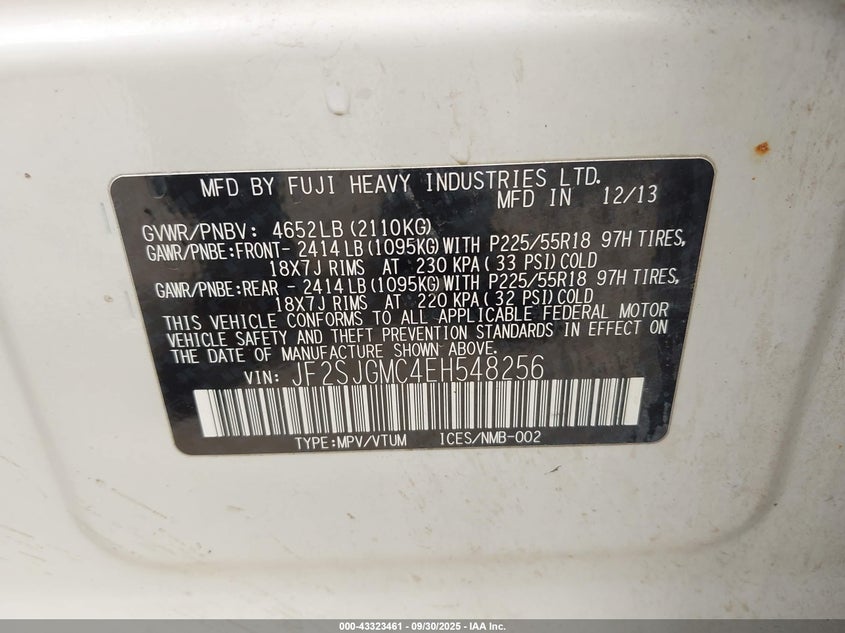 MFD BY FUJI HEAVY INDUSTRIES LTD.
MFD IN 12/13
GVWR/PNBV: 4652LB (2110KG)
GAWR/PNBE:FRONT- 2414 LB (1095KG) WITH P225/55R18 97H TIRES,
18X7J RIMS AT 230 KPA ( 33 PSI) COLD
GAWR/PNBE:REAR - 2414 LB (1095KG) WITH P225/55R18 97H TIRES,
18X7J RIMS AT 220 KPA ( 32 PSI) COLD
THIS VEHICLE CONFORMS TO ALL APPLICABLE FEDERAL MOTOR
VEHICLE SAFETY AND THEFT PREVENTION STANDARDS IN EFFECT ON
THE DATE OF MANUFACTURE SHOWN ABOVE.
VIN: JF2SJGMC4EH548256
TYPE:MPV/VTUM ICES/NMB-002
000-43323461 - 09/30/2025 - IAA Inc.